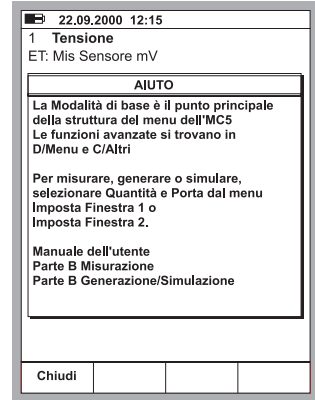 22.09.2000 12:15
1 Tensione
ET: Mis Sensore mV
AIUTO
La Modalità di base è il punto principale
della struttura del menu dell'MC5
Le funzioni avanzate si trovano in
D/Menu e C/Altri
Per misurare, generare o simulare,
selezionare Quantità e Porta dal menu
Imposta Finestra 1 o
Imposta Finestra 2.
Manuale dell'utente
Parte B Misurazione
Parte B Generazione/Simulazione
Chiudi